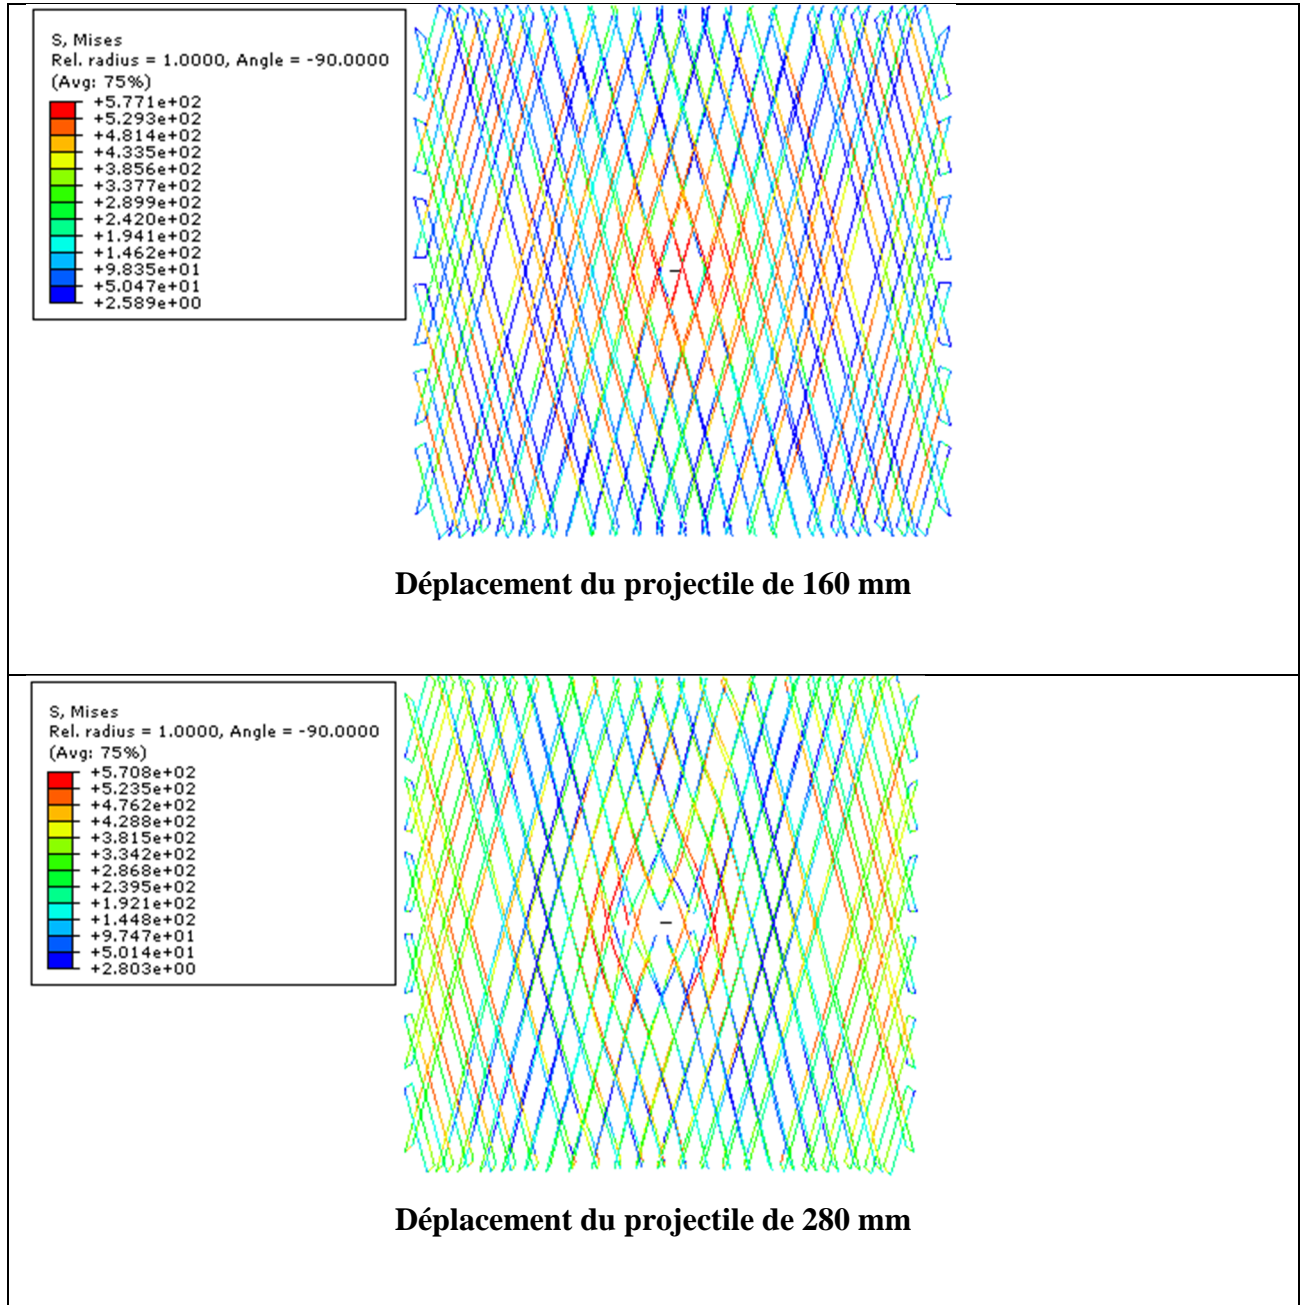 S, Mises
Rel. radius = 1.0000, Angle = -90.0000
(Avg: 75%)
+5.771e+02
+5.293e+02
+4.814e+02
+4.335e+02
+3.856e+02
+3.377e+02
+2.899e+02
+2.420e+02
+1.941e+02
+1.462e+02
+9.835e+01
+5.047e+01
+2.589e+00
Déplacement du projectile de 160 mm
S, Mises
Rel. radius = 1.0000, Angle = -90.0000
(Avg: 75%)
+5.708e+02
+5.235e+02
+4.762e+02
+4.288e+02
+3.815e+02
+3.342e+02
+2.868e+02
+2.395e+02
+1.921e+02
+1.448e+02
+9.747e+01
+5.014e+01
+2.803e+00
Déplacement du projectile de 280 mm